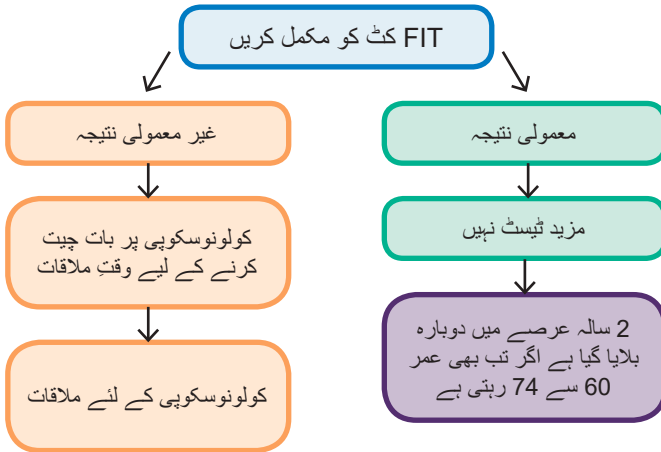 FIT کٹ کو مکمل کریں
معمولی نتیجہ
مزید ٹیسٹ نہیں
2 سالہ عرصے میں دوبارہ
بلایا گیا ہے اگر تب بھی عمر
60 سے 74 رہتی ہے
غیر معمولی نتیجہ
کولونوسکوپی پر بات چیت
کرنے کے لیے وقتِ ملاقات
کولونوسکوپی کے لئے ملاقات